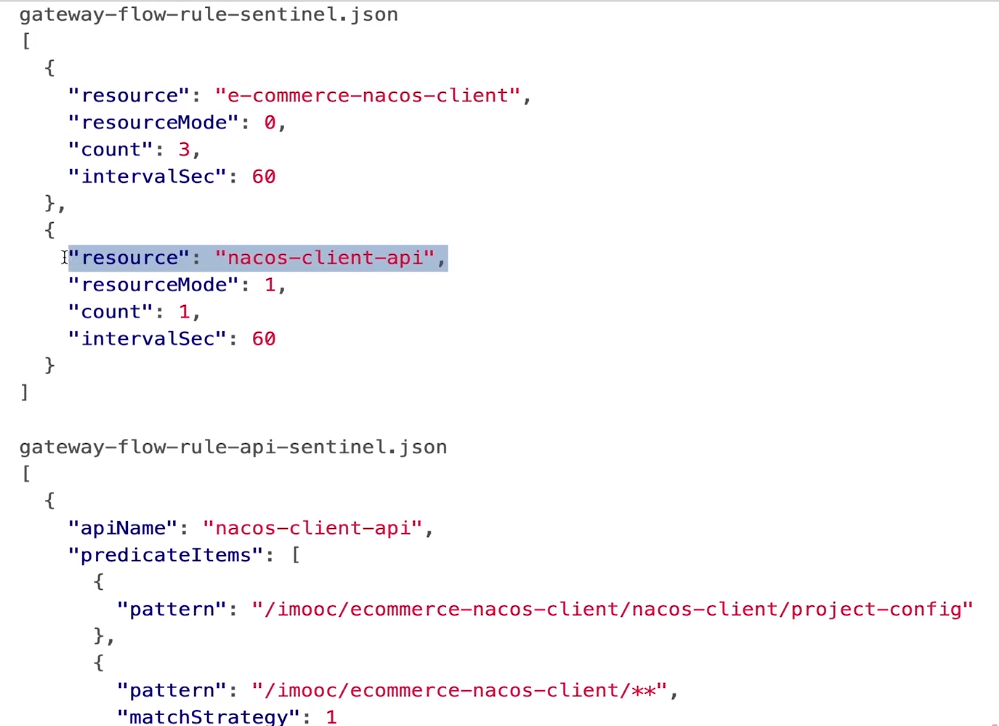 gateway-flow-rule-sentinel.json
[
  {
    "resource": "e-commerce-nacos-client",
    "resourceMode": 0,
    "count": 3,
    "intervalSec": 60
  },
  {
    "resource": "nacos-client-api",
    "resourceMode": 1,
    "count": 1,
    "intervalSec": 60
  }
]
gateway-flow-rule-api-sentinel.json
[
  {
    "apiName": "nacos-client-api",
    "predicateItems": [
      {
        "pattern": "/imooc/ecommerce-nacos-client/nacos-client/project-config"
      },
      {
        "pattern": "/imooc/ecommerce-nacos-client/**",
        "matchStrategy": 1